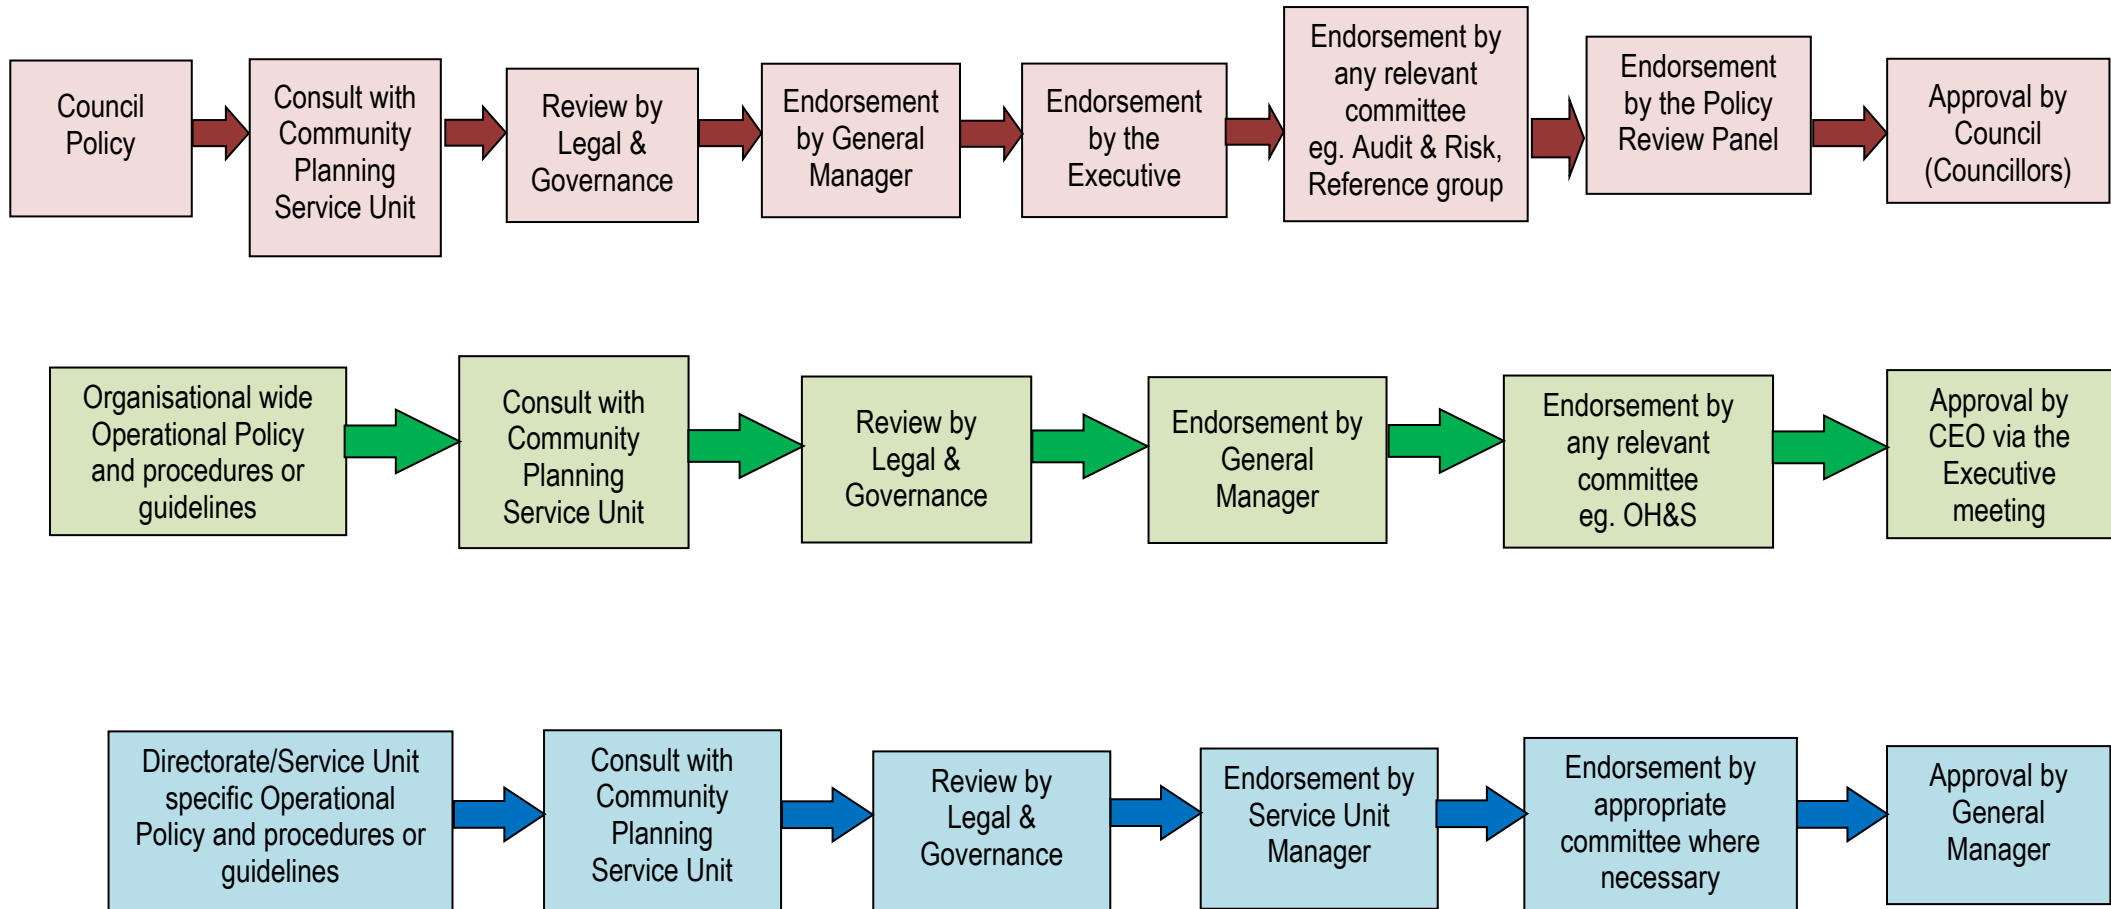 Council
Policy
Consult with
Community
Planning
Service Unit
Review by
Legal &
Governance
Endorsement
by General
Manager
Endorsement
by the
Executive
Endorsement by
any relevant
committee
eg. Audit & Risk,
Reference group
Endorsement
by the Policy
Review Panel
Approval by
Council
(Councillors)
Organisational wide
Operational Policy
and procedures or
guidelines
Consult with
Community
Planning
Service Unit
Review by
Legal &
Governance
Endorsement by
General
Manager
Endorsement by
any relevant
committee
eg. OH&S
Approval by
CEO via the
Executive
meeting
Directorate/Service Unit
specific Operational
Policy and procedures or
guidelines
Consult with
Community
Planning
Service Unit
Review by
Legal &
Governance
Endorsement by
Service Unit
Manager
Endorsement by
appropriate
committee where
necessary
Approval by
General
Manager